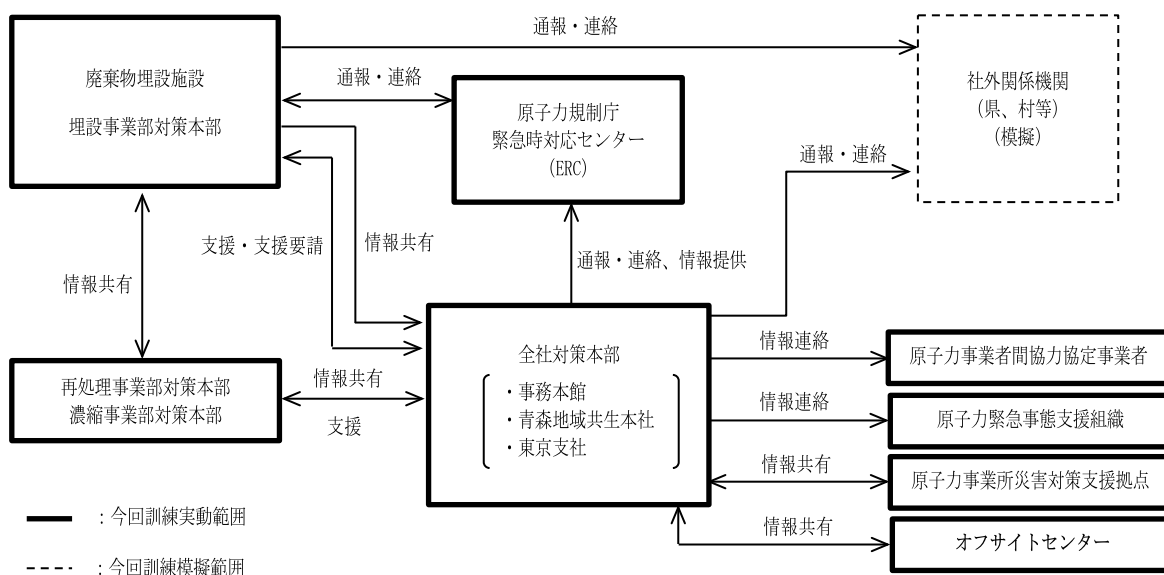 通報・連絡
廃棄物埋設施設
埋設事業部対策本部
通報・連絡
原子力規制庁
緊急時対応センター
(ERC)
社外関係機関
(県、村等)
(模擬)
通報・連絡
支援・支援要請
情報共有
通報・連絡、情報提供
情報共有
全社対策本部
・事務本館
・青森地域共生本社
・東京支社
再処理事業部対策本部
濃縮事業部対策本部
情報共有
支援
情報連絡
原子力事業者間協力協定事業者
情報連絡
原子力緊急事態支援組織
情報共有
原子力事業所災害対策支援拠点
情報共有
オフサイトセンター
:今回訓練実動範囲
:今回訓練模擬範囲